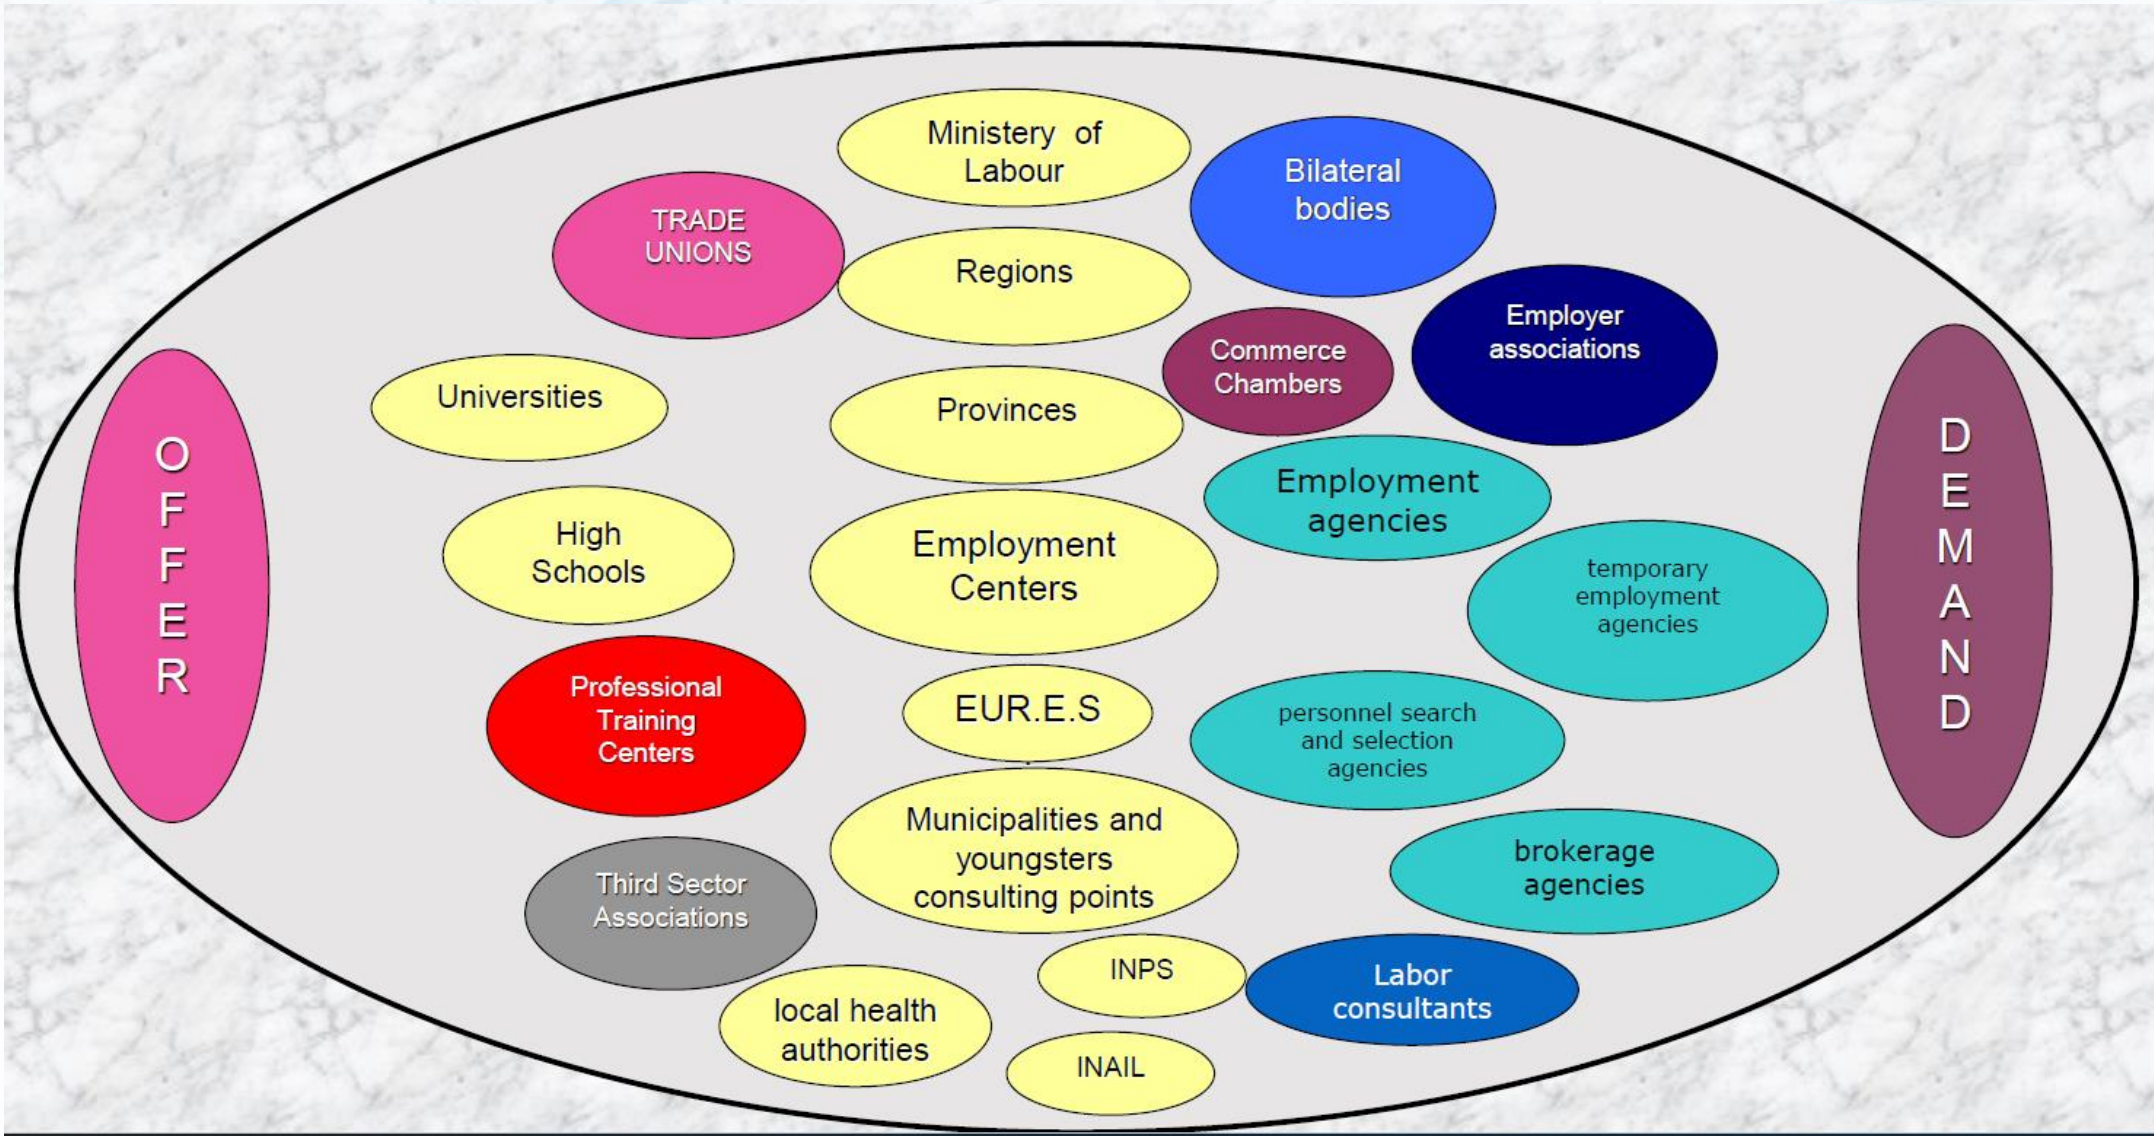 Ministery of
Labour
Bilateral
bodies
TRADE
UNIONS
Regions
Employer
associations
Commerce
Chambers
Universities
Provinces
OFFER
DEMAND
Employment
agencies
High
Schools
Employment
Centers
temporary
employment
agencies
Professional
Training
Centers
EUR.E.S
personnel search
and selection
agencies
Municipalities and
youngsters
consulting points
brokerage
agencies
Third Sector
Associations
INPS
Labor
consultants
local health
authorities
INAIL